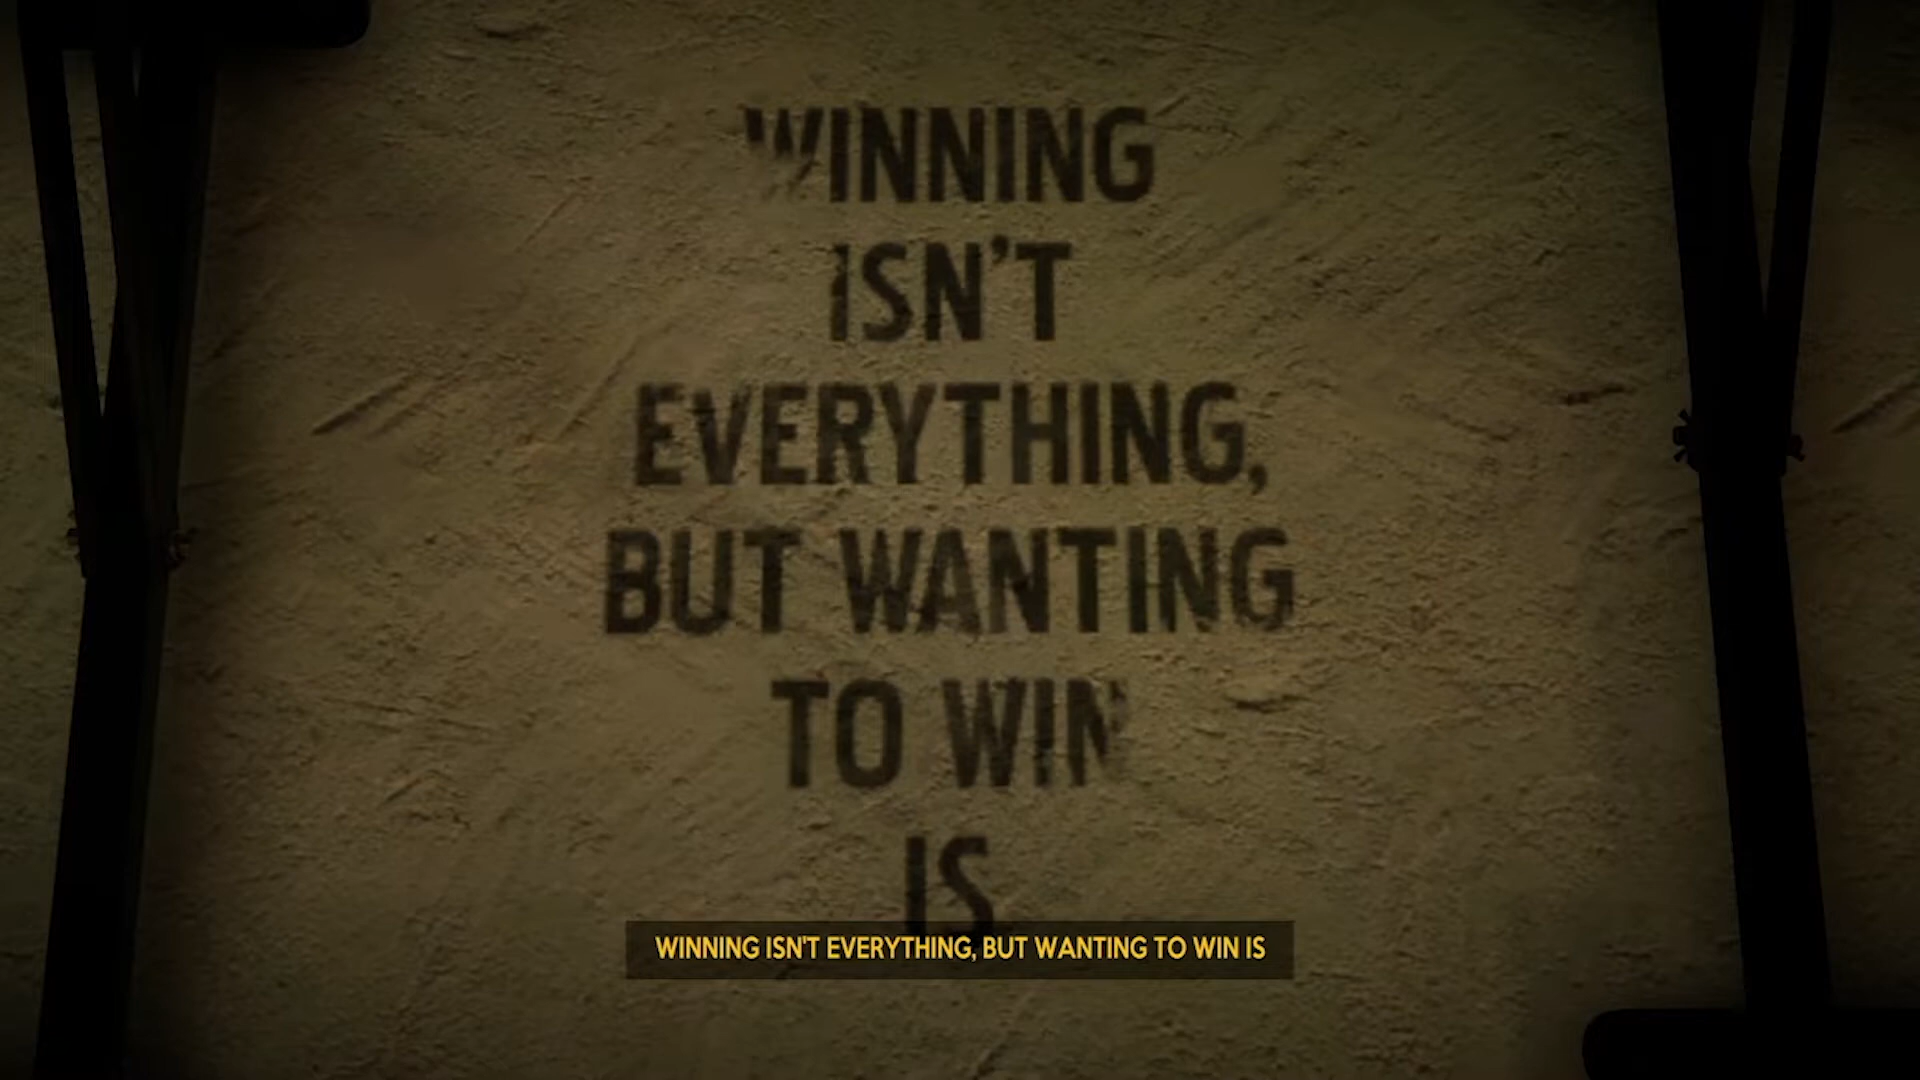 WINNING
ISN'T
EVERYTHING,
BUT WANTING
TO WIN
IS
WINNING ISN'T EVERYTHING, BUT WANTING TO WIN IS